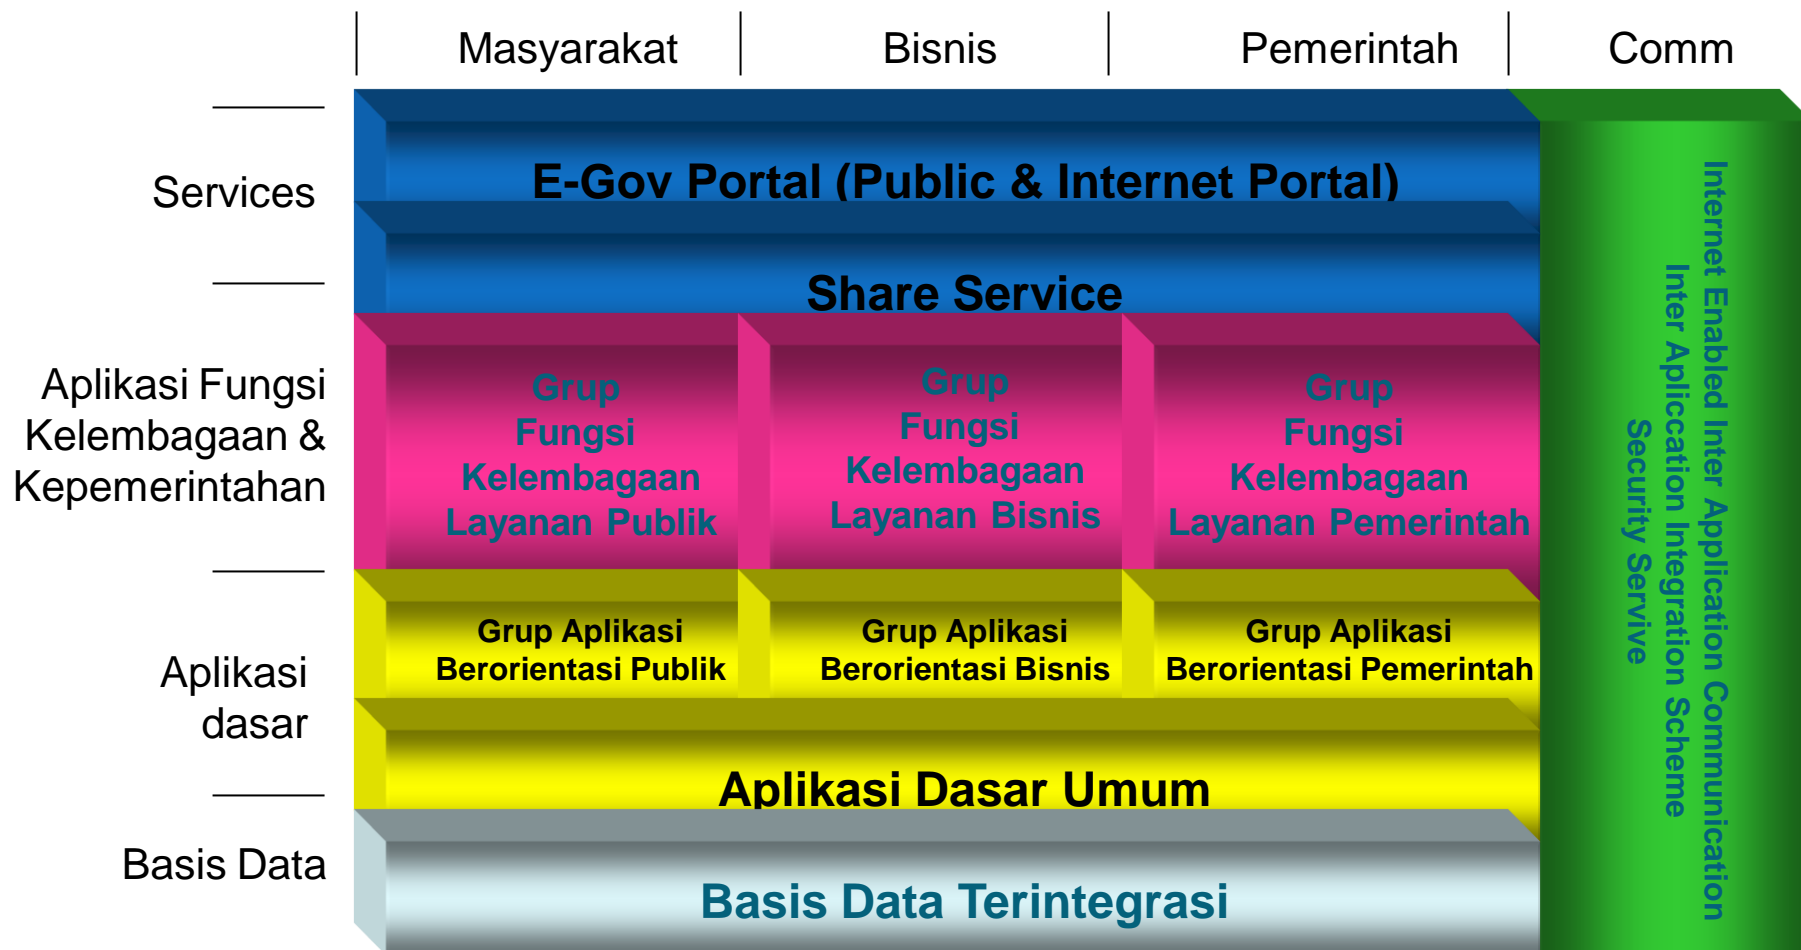 Masyarakat
Bisnis
Pemerintah
Comm
Services
E-Gov Portal (Public & Internet Portal)
Share Service
Aplikasi Fungsi
Kelembagaan &
Kepemerintahan
Grup
Fungsi
Kelembagaan
Layanan Publik
Grup
Fungsi
Kelembagaan
Layanan Bisnis
Grup
Fungsi
Kelembagaan
Layanan Pemerintah
Aplikasi
dasar
Grup Aplikasi
Berorientasi Publik
Grup Aplikasi
Berorientasi Bisnis
Grup Aplikasi
Berorientasi Pemerintah
Aplikasi Dasar Umum
Basis Data
Basis Data Terintegrasi
Internet Enabled Inter Application Communication
Inter Apliccation Integration Scheme
Security Servive